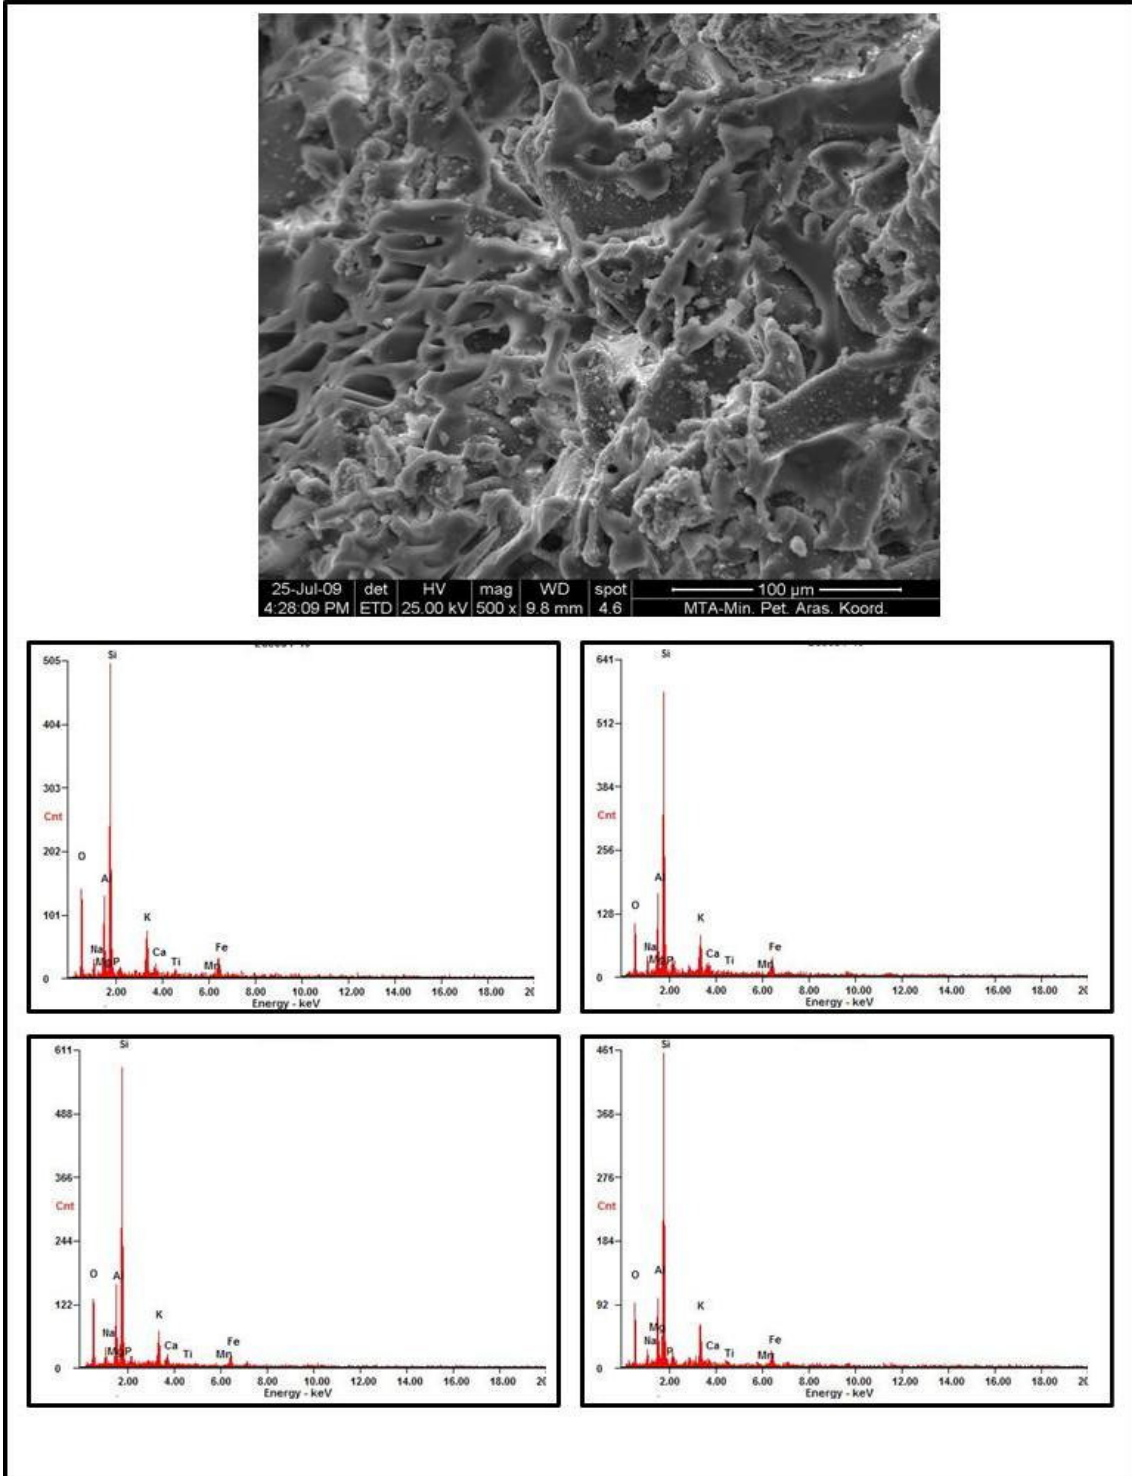 25-Jul-09 det HV mag WD spot 100 µm
4:28:09 PM ETD 25.00 kV 500 x 9.8 mm 4.6 MTA-Min. Pet. Aras. Koord.
Si
505
404
303
Cnt
202
O
Al
101
K
Na Ca Fe
Mg P Ti Mn
0
2.00 4.00 6.00 8.00 10.00 12.00 14.00 16.00 18.00 20
Energy - keV
Si
641
512
384
Cnt
256
Al
128
O
K
Na Ca Fe
Mg P Ti Mn
0
2.00 4.00 6.00 8.00 10.00 12.00 14.00 16.00 18.00 20
Energy - keV
Si
611
488
366
Cnt
244
O Al
122
K
Na Ca Fe
Mg P Ti Mn
0
2.00 4.00 6.00 8.00 10.00 12.00 14.00 16.00 18.00 20
Energy - keV
Si
461
368
276
Cnt
184
O Al
92
K
Mg
Na Ca Fe
P Ti Mn
0
2.00 4.00 6.00 8.00 10.00 12.00 14.00 16.00 18.00 20
Energy - keV